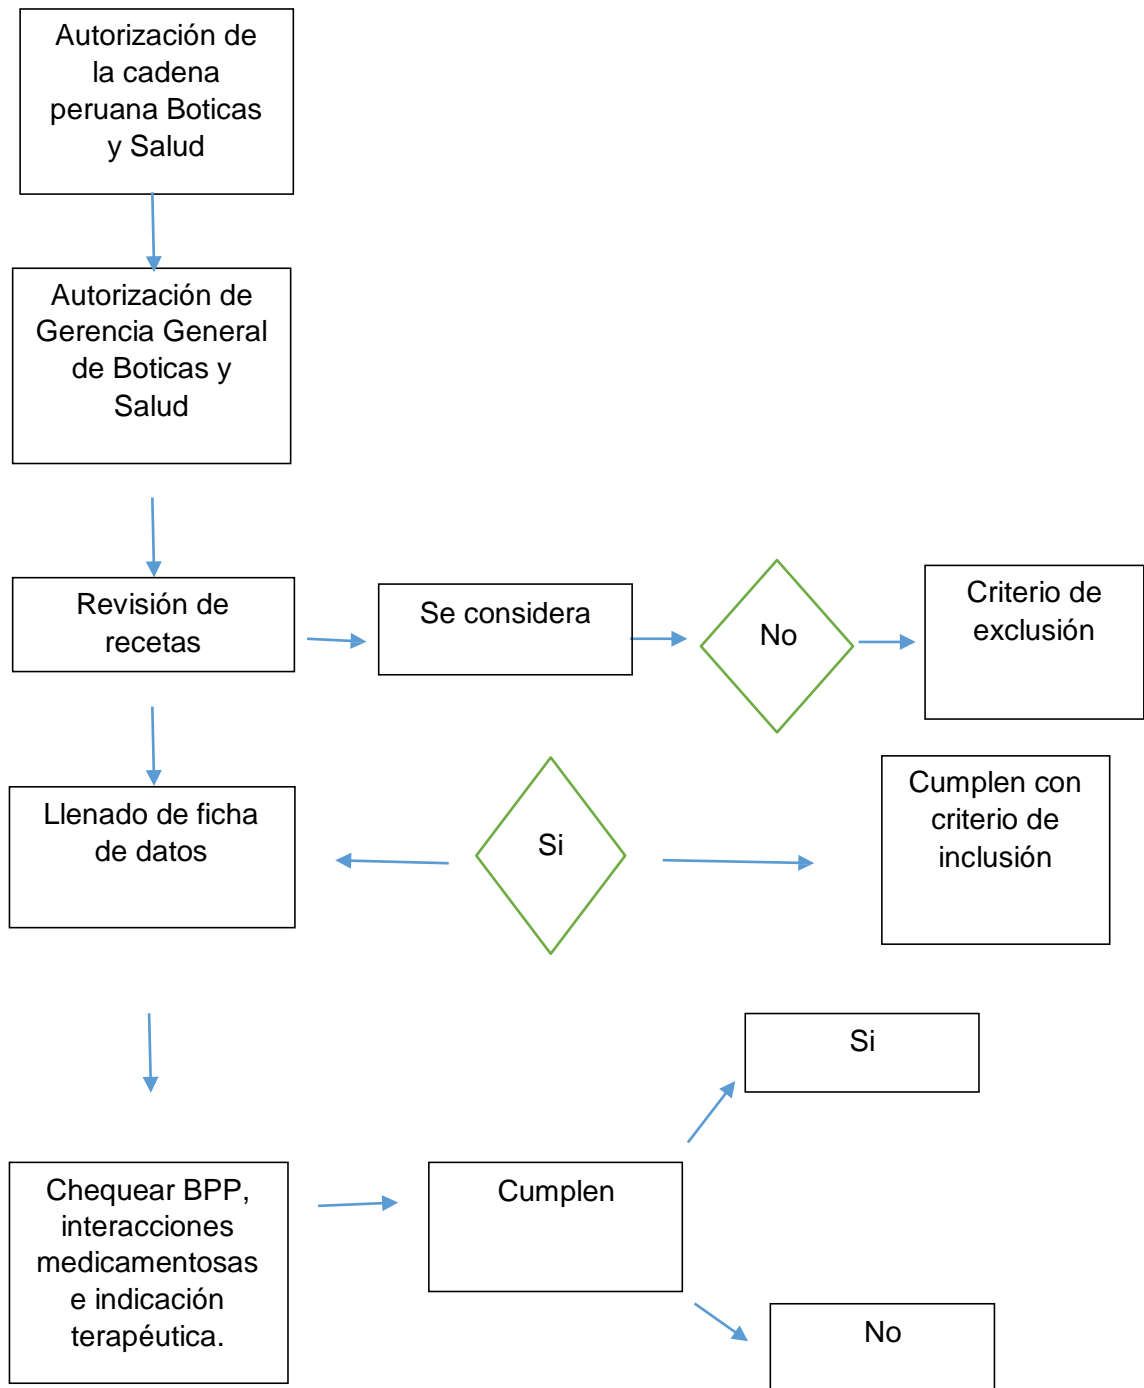 Autorización de
la cadena
peruana Boticas
y Salud
Autorización de
Gerencia General
de Boticas y
Salud
Revisión de
recetas
Se considera
No
Criterio de
exclusión
Llenado de ficha
de datos
Si
Cumplen con
criterio de
inclusión
Si
Chequear BPP,
interacciones
medicamentosas
e indicación
terapéutica.
Cumplen
No